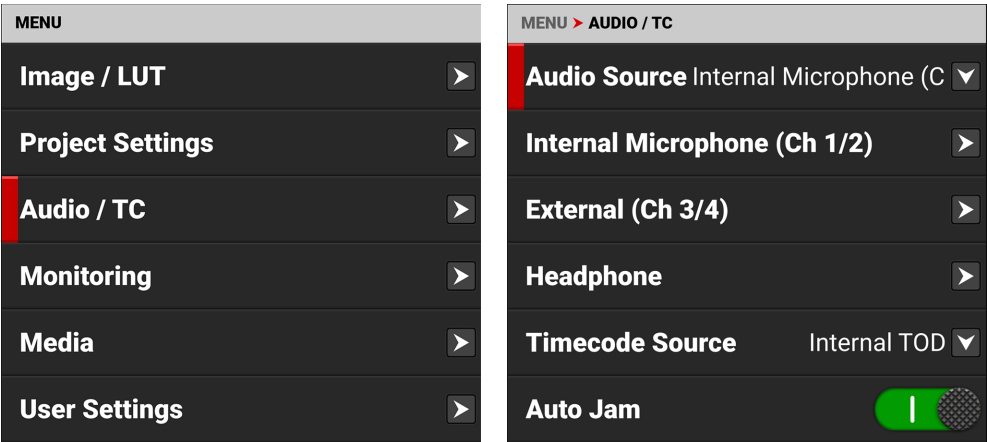 MENU
Image / LUT
Project Settings
Audio / TC
Monitoring
Media
User Settings
MENU AUDIO / TC
Audio Source Internal Microphone (C
Internal Microphone (Ch 1/2)
External (Ch 3/4)
Headphone
Timecode Source Internal TOD
Auto Jam